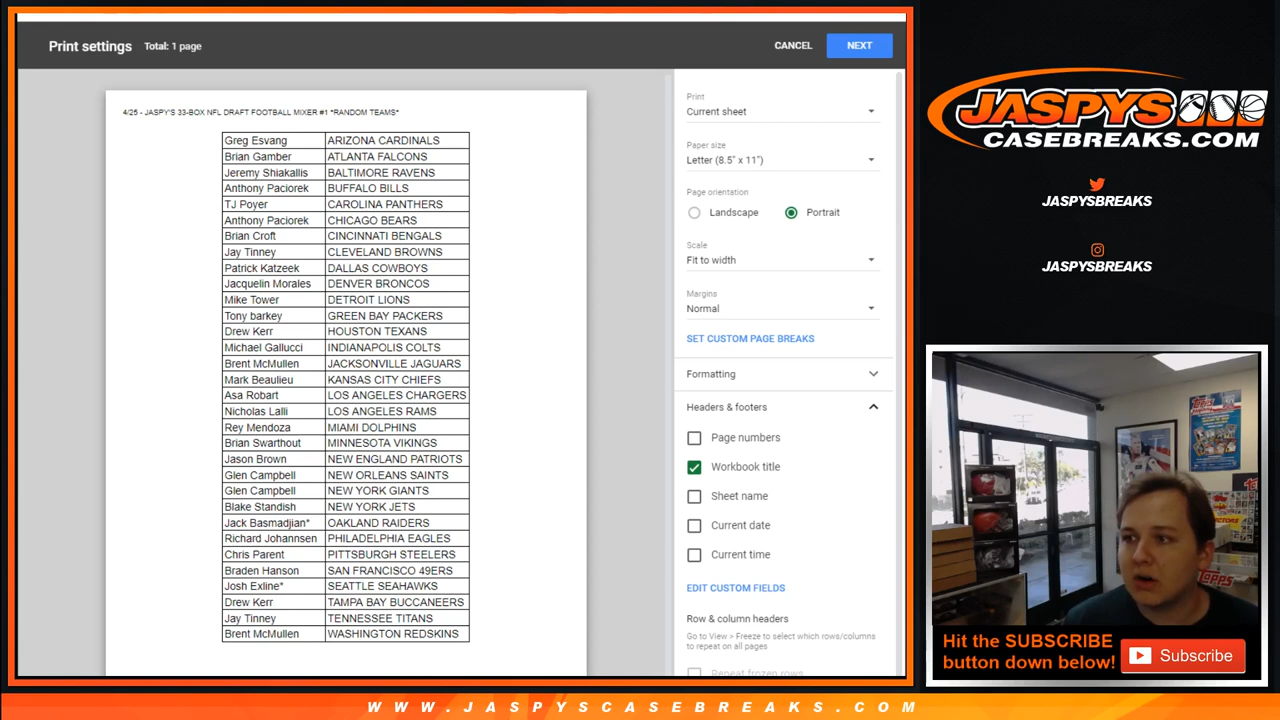 Print settings Total: 1 page CANCEL NEXT
4/25 - JASPY'S 33-BOX NFL DRAFT FOOTBALL MIXER #1 *RANDOM TEAMS*
Greg Esvang ARIZONA CARDINALS
Brian Gamber ATLANTA FALCONS
Jeremy Shiakallis BALTIMORE RAVENS
Anthony Paciorek BUFFALO BILLS
TJ Poyer CAROLINA PANTHERS
Anthony Paciorek CHICAGO BEARS
Brian Croft CINCINNATI BENGALS
Jay Tinney CLEVELAND BROWNS
Patrick Katzeek DALLAS COWBOYS
Jacquelin Morales DENVER BRONCOS
Mike Tower DETROIT LIONS
Tony barkey GREEN BAY PACKERS
Drew Kerr HOUSTON TEXANS
Michael Gallucci INDIANAPOLIS COLTS
Brent McMullen JACKSONVILLE JAGUARS
Mark Beaulieu KANSAS CITY CHIEFS
Asa Robart LOS ANGELES CHARGERS
Nicholas Lalli LOS ANGELES RAMS
Rey Mendoza MIAMI DOLPHINS
Brian Swarthout MINNESOTA VIKINGS
Jason Brown NEW ENGLAND PATRIOTS
Glen Campbell NEW ORLEANS SAINTS
Glen Campbell NEW YORK GIANTS
Blake Standish NEW YORK JETS
Jack Basmadjian* OAKLAND RAIDERS
Richard Johannsen PHILADELPHIA EAGLES
Chris Parent PITTSBURGH STEELERS
Braden Hanson SAN FRANCISCO 49ERS
Josh Exline* SEATTLE SEAHAWKS
Drew Kerr TAMPA BAY BUCCANEERS
Jay Tinney TENNESSEE TITANS
Brent McMullen WASHINGTON REDSKINS
Print
Current sheet
Paper size
Letter (8.5" x 11")
Page orientation
Landscape Portrait
Scale
Fit to width
Margins
Normal
SET CUSTOM PAGE BREAKS
Formatting
Headers & footers
Page numbers
Workbook title
Sheet name
Current date
Current time
EDIT CUSTOM FIELDS
Row & column headers
Go to View > Freeze to select which rows/columns
to repeat on all pages
Repeat frozen rows
JASPYS
CASEBREAKS.COM
JASPYSBREAKS
JASPYSBREAKS
TOPPS
Hit the SUBSCRIBE
button down below!
Subscribe
WWW.JASPYSCASEBREAKS.COM